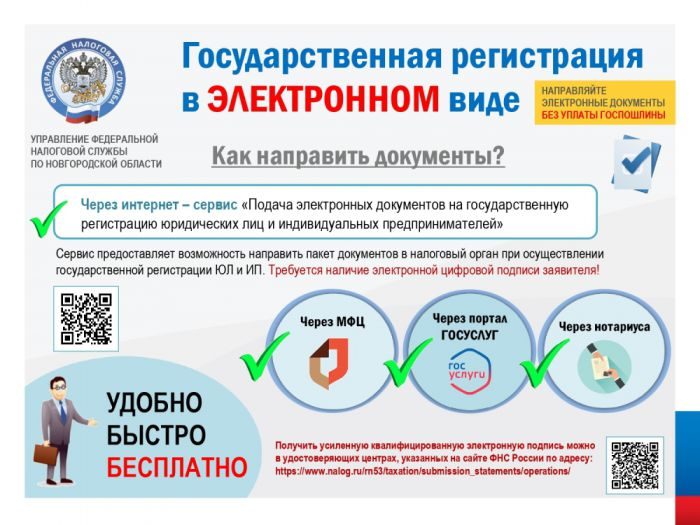 Государственная регистрация
в ЭЛЕКТРОННОМ виде
НАПРАВЛЯЙТЕ
ЭЛЕКТРОННЫЕ ДОКУМЕНТЫ
БЕЗ УПЛАТЫ ГОСПОШЛИНЫ
ФЕДЕРАЛЬНАЯ НАЛОГОВАЯ СЛУЖБА
УПРАВЛЕНИЕ ФЕДЕРАЛЬНОЙ
НАЛОГОВОЙ СЛУЖБЫ
ПО НОВГОРОДСКОЙ ОБЛАСТИ
Как направить документы?
Через интернет – сервис «Подача электронных документов на государственную
регистрацию юридических лиц и индивидуальных предпринимателей»
Сервис предоставляет возможность направить пакет документов в налоговый орган при осуществлении
государственной регистрации ЮЛ и ИП. Требуется наличие электронной цифровой подписи заявителя!
Через МФЦ
Через портал
ГОСУСЛУГ
гос
услуги
Через нотариуса
УДОБНО
БЫСТРО
БЕСПЛАТНО
Получить усиленную квалифицированную электронную подпись можно
в удостоверяющих центрах, указанных на сайте ФНС России по адресу:
https://www.nalog.ru/rn53/taxation/submission_statements/operations/